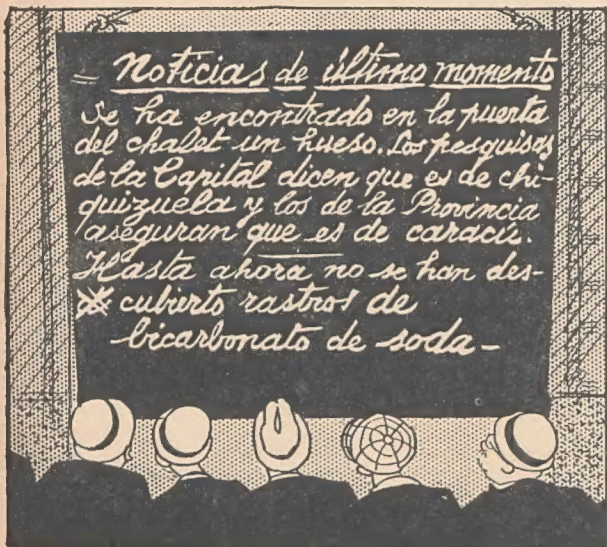 = Noticias de último momento
Se ha encontrado en la puerta
del chalet un hueso. Los pesquisas
de la Capital dicen que es de chi-
quizuela y los de la Provincia
aseguran que es de caracú.
Hasta ahora no se han des-
cubierto rastros de
bicarbonato de soda -